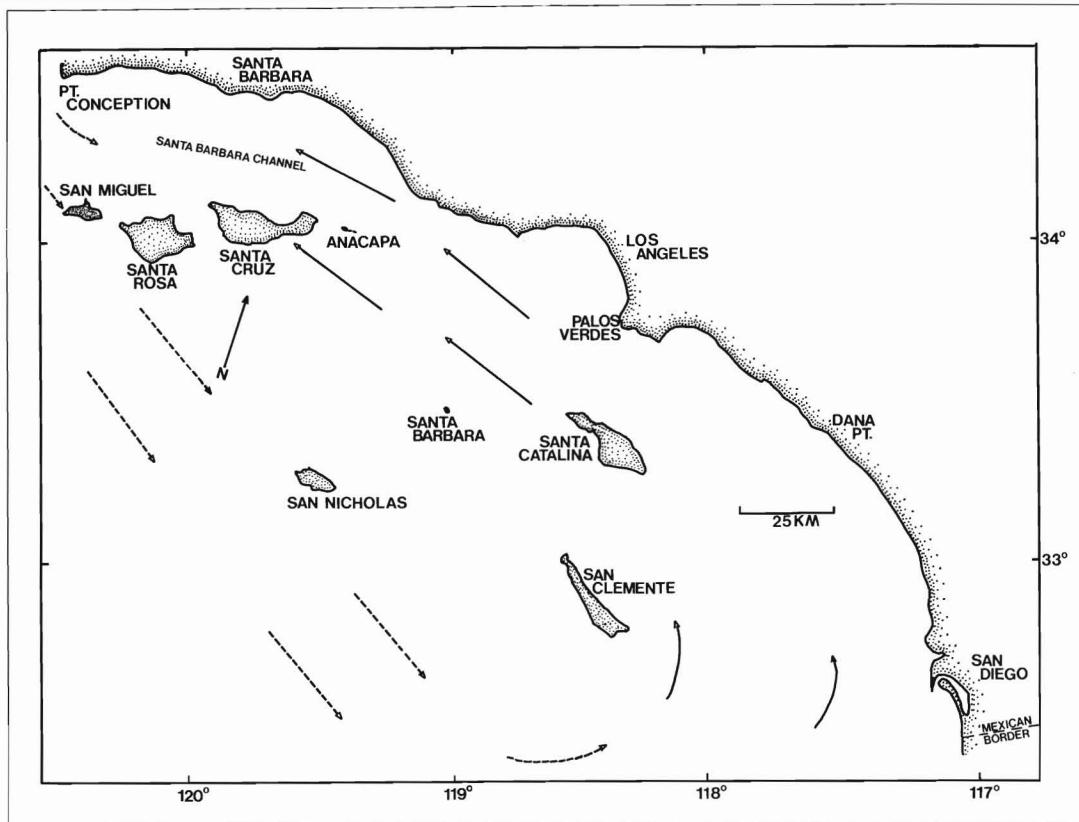 SANTA
BARBARA
PT.
CONCEPTION
SANTA BARBARA CHANNEL
SAN MIGUEL
SANTA
ROSA
SANTA
CRUZ
ANACAPA
LOS
ANGELES
34°
PALOS
VERDES
N
SANTA
BARBARA
SANTA
CATALINA
DANA
PT.
SAN NICHOLAS
25 KM
33°
SAN
CLEMENTE
SAN
DIEGO
MEXICAN
BORDER
120°
119°
118°
117°